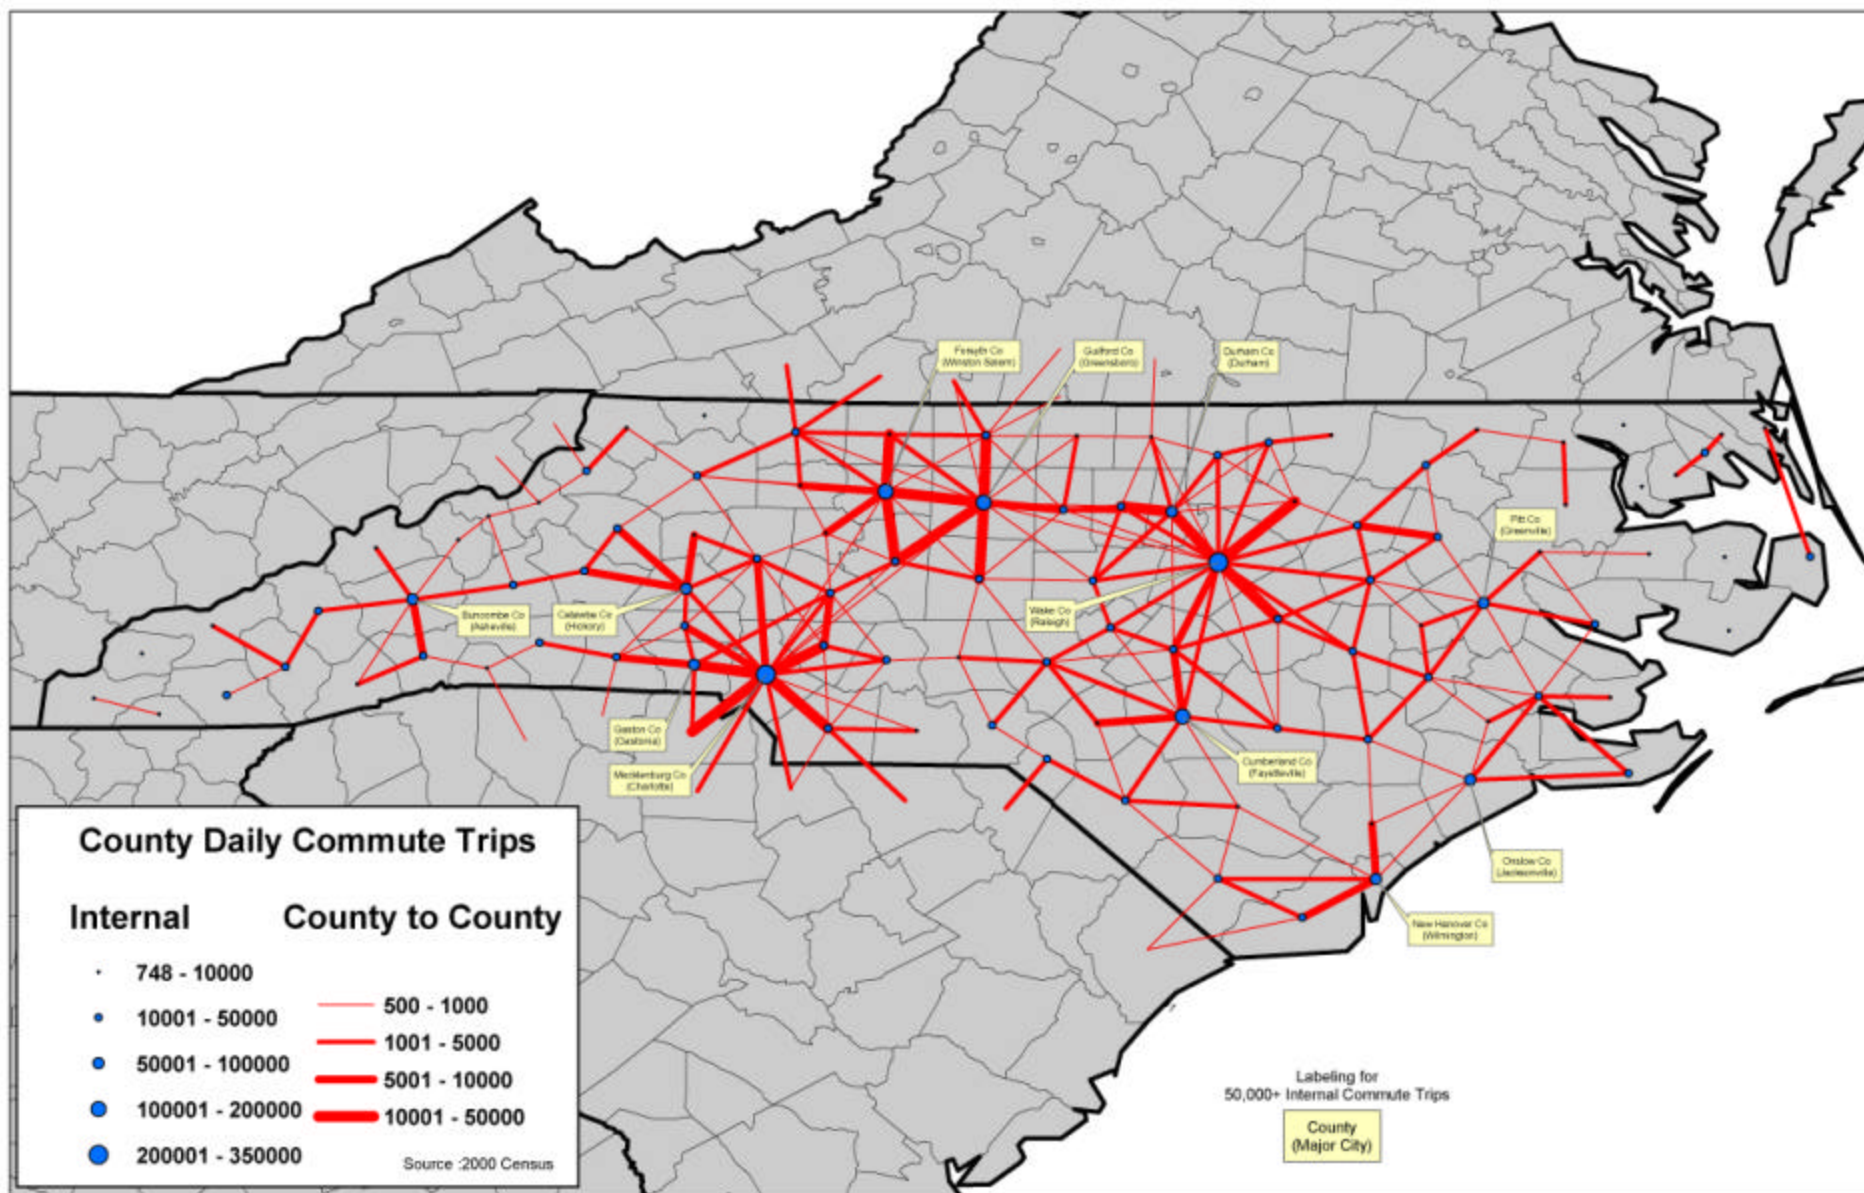 Forsyth Co
(Winston Salem)
Guilford Co
(Greensboro)
Durham Co
(Durham)
Pitt Co
(Greenville)
Buncombe Co
(Asheville)
Catawba Co
(Hickory)
Wake Co
(Raleigh)
Gaston Co
(Gastonia)
Mecklenburg Co
(Charlotte)
Cumberland Co
(Fayetteville)
Onslow Co
(Jacksonville)
New Hanover Co
(Wilmington)
County Daily Commute Trips
Internal
County to County
748 - 10000
10001 - 50000
50001 - 100000
100001 - 200000
200001 - 350000
500 - 1000
1001 - 5000
5001 - 10000
10001 - 50000
Source :2000 Census
Labeling for
50,000+ Internal Commute Trips
County
(Major City)